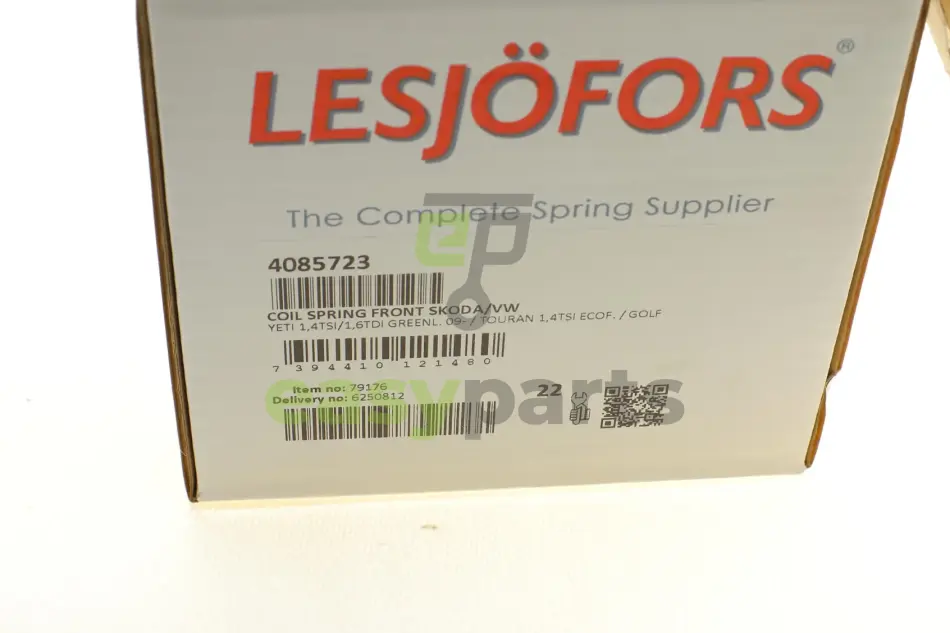 LESJÖFORS®
The Complete Spring Supplier
4085723
COIL SPRING FRONT SKODA/VW
YETI 1,4TSI/1,6TDI GREENL. 09- / TOURAN 1,4TSI ECOF. / GOLF
7 394410 121480
Item no: 79176
Delivery no: 6250812
22
ep
easyparts